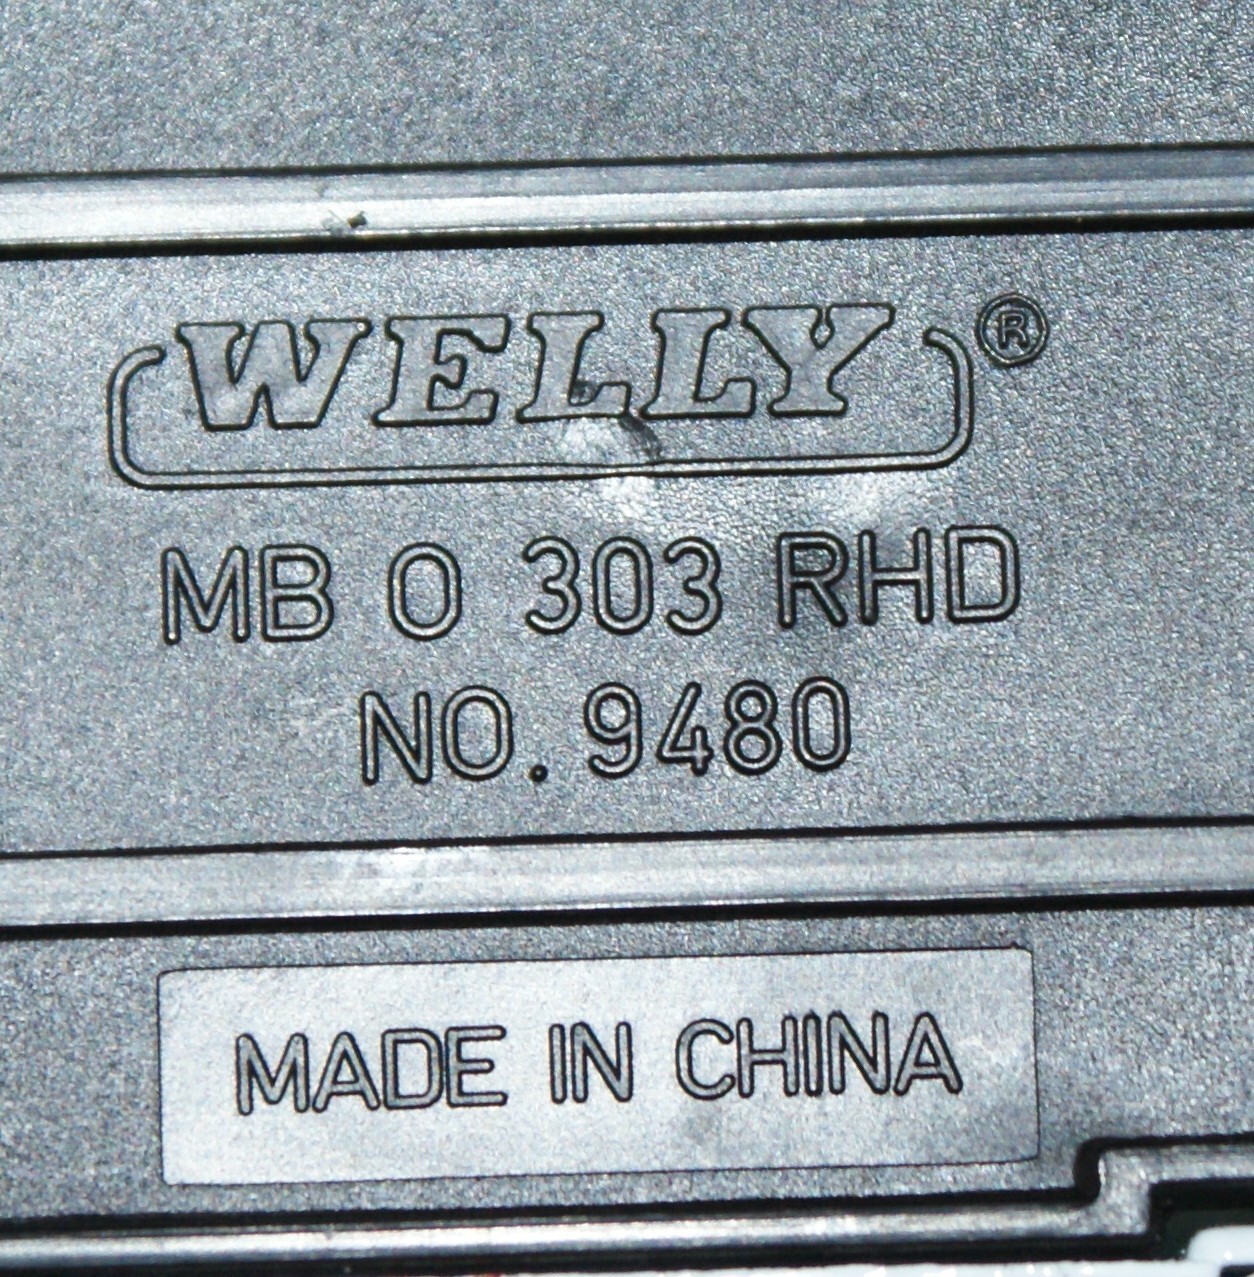 WELLY®
MB O 303 RHD
NO. 9480
MADE IN CHINA